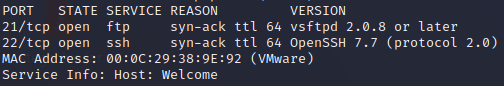 PORT   STATE SERVICE REASON         VERSION
21/tcp open  ftp     syn-ack ttl 64 vsftpd 2.0.8 or later
22/tcp open  ssh     syn-ack ttl 64 OpenSSH 7.7 (protocol 2.0)
MAC Address: 00:0C:29:38:9E:92 (VMware)
Service Info: Host: Welcome